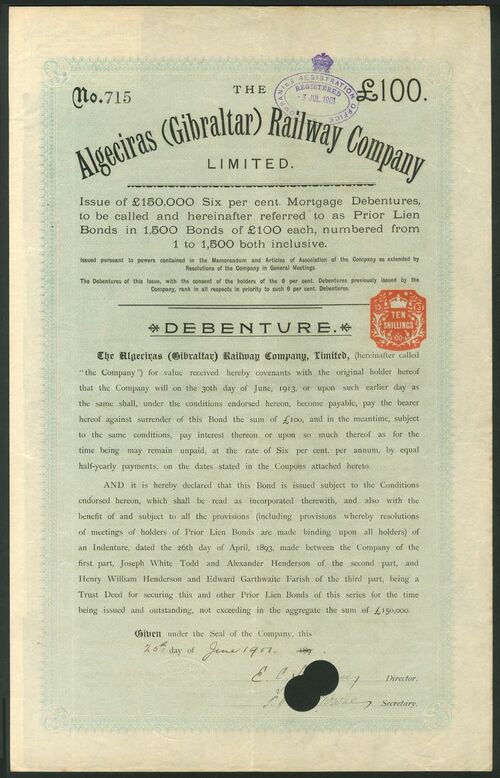 No. 715
THE
£100.
COMPANIES REGISTRATION OFFICE
REGISTERED
3 JUL.1901
Algeciras (Gibraltar) Railway Company
LIMITED.
Issue of £150,000 Six per cent. Mortgage Debentures,
to be called and hereinafter referred to as Prior Lien
Bonds in 1,500 Bonds of £100 each, numbered from
1 to 1,500 both inclusive.
Issued pursuant to powers contained in the Memorandum and Articles of Association of the Company as extended by
Resolutions of the Company in General Meetings.
The Debentures of this Issue, with the consent of the holders of the 6 per cent. Debentures previously issued by the
Company, rank in all respects in priority to such 6 per cent. Debentures.
TEN
SHILLINGS
DEBENTURE.
The Algeciras (Gibraltar) Railway Company, Limited, (hereinafter called
"the Company") for value received hereby covenants with the original holder hereof
that the Company will on the 30th day of June, 1913, or upon such earlier day as
the same shall, under the conditions endorsed hereon, become payable, pay the bearer
hereof against surrender of this Bond the sum of £100, and in the meantime, subject
to the same conditions, pay interest thereon or upon so much thereof as for the
time being may remain unpaid, at the rate of Six per cent. per annum, by equal
half-yearly payments, on the dates stated in the Coupons attached hereto.
AND it is hereby declared that this Bond is issued subject to the Conditions
endorsed hereon, which shall be read as incorporated therewith, and also with the
benefit of and subject to all the provisions (including provisions whereby resolutions
of meetings of holders of Prior Lien Bonds are made binding upon all holders) of
an Indenture, dated the 26th day of April, 1893, made between the Company of the
first part, Joseph White Todd and Alexander Henderson of the second part, and
Henry William Henderson and Edward Garthwaite Farish of the third part, being a
Trust Deed for securing this and other Prior Lien Bonds of this series for the time
being issued and outstanding, not exceeding in the aggregate the sum of £150,000.
Given under the Seal of the Company, this
25th day of June 1901.
Director.
Secretary.